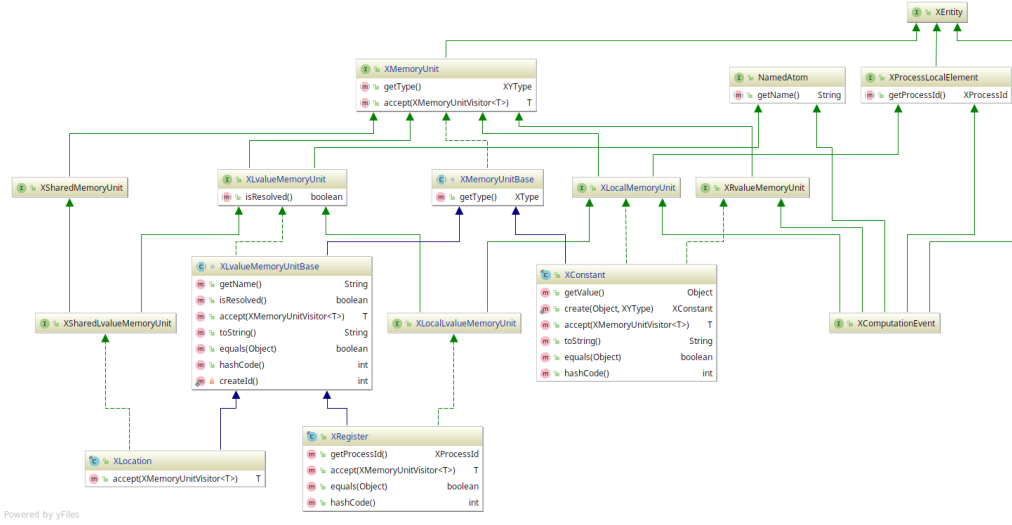 XEntity
XMemoryUnit
getType() XYType
accept(XMemoryUnitVisitor<T>) T
NamedAtom
getName() String
XProcessLocalElement
getProcessId() XProcessId
XSharedMemoryUnit
XLvalueMemoryUnit
isResolved() boolean
XMemoryUnitBase
getType() XType
XLocalMemoryUnit
XRvalueMemoryUnit
XLvalueMemoryUnitBase
getName() String
isResolved() boolean
accept(XMemoryUnitVisitor<T>) T
toString() String
equals(Object) boolean
hashCode() int
createId() int
XConstant
getValue() Object
create(Object, XYType) XConstant
accept(XMemoryUnitVisitor<T>) T
toString() String
equals(Object) boolean
hashCode() int
XSharedLvalueMemoryUnit
XLocalLvalueMemoryUnit
XComputationEvent
XLocation
accept(XMemoryUnitVisitor<T>) T
XRegister
getProcessId() XProcessId
accept(XMemoryUnitVisitor<T>) T
equals(Object) boolean
hashCode() int
Powered by yFiles